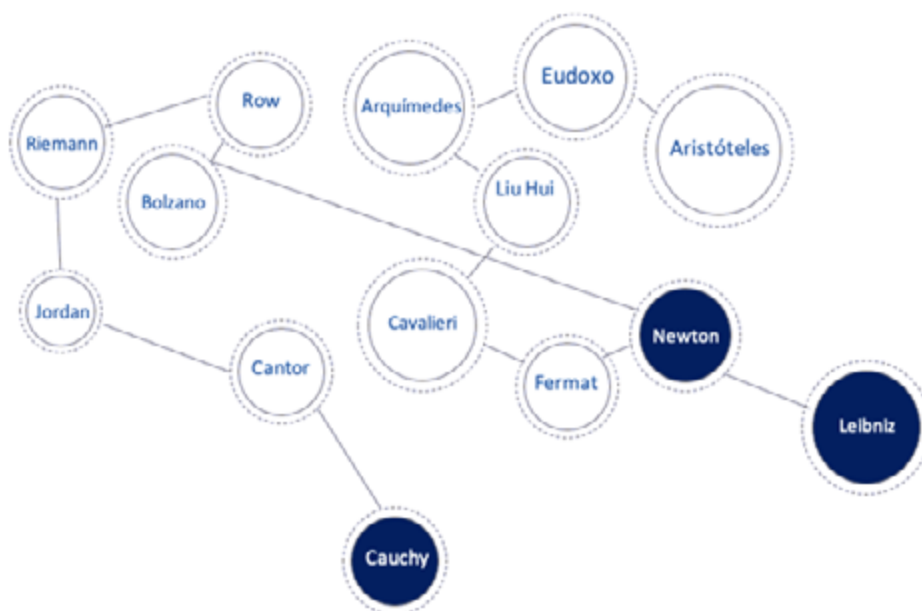 Eudoxo
Row
Arquímedes
Riemann
Aristóteles
Bolzano
Liu Hui
Jordan
Cavalieri
Newton
Cantor
Fermat
Leibniz
Cauchy